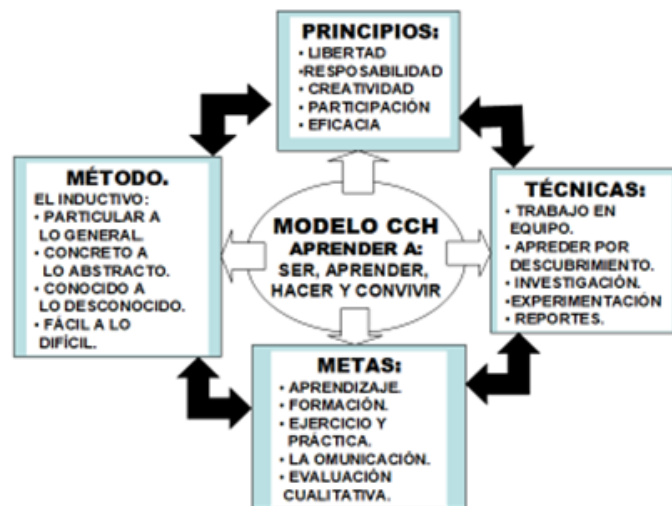 PRINCIPIOS:
• LIBERTAD
•RESPOSABILIDAD
• CREATIVIDAD
• PARTICIPACIÓN
• EFICACIA
MÉTODO.
EL INDUCTIVO:
• PARTICULAR A
LO GENERAL.
• CONCRETO A
LO ABSTRACTO.
• CONOCIDO A
LO DESCONOCIDO.
• FÁCIL A LO
DIFÍCIL.
MODELO CCH
APRENDER A:
SER, APRENDER,
HACER Y CONVIVIR
TÉCNICAS:
• TRABAJO EN
EQUIPO.
• APREDER POR
DESCUBRIMIENTO.
• INVESTIGACIÓN.
•EXPERIMENTACIÓN
• REPORTES.
METAS:
• APRENDIZAJE.
• FORMACIÓN.
• EJERCICIO Y
PRÁCTICA.
• LA OMUNICACIÓN.
• EVALUACIÓN
CUALITATIVA.